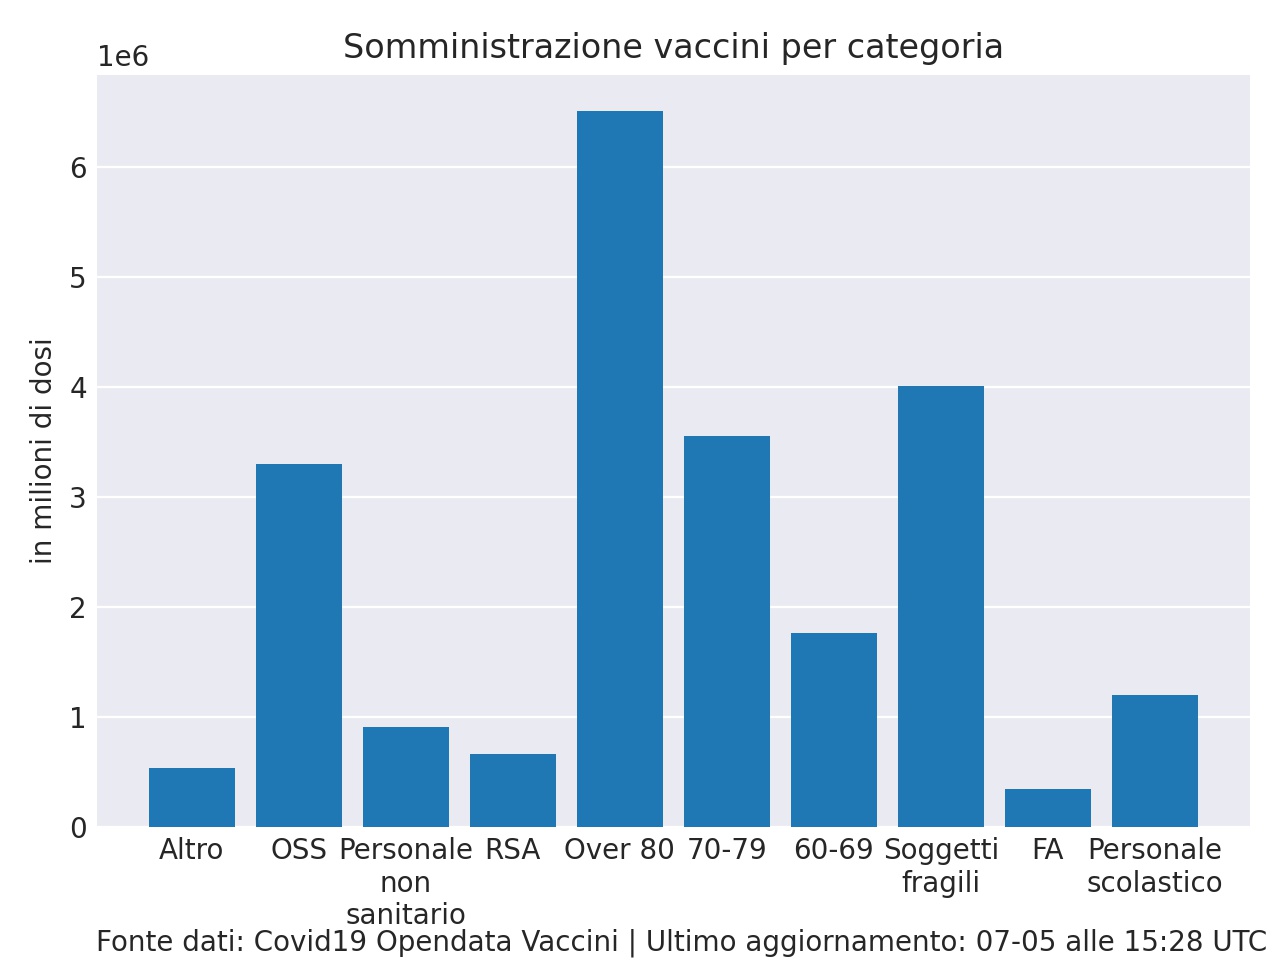 Somministrazione vaccini per categoria
1e6
6
5
4
3
2
1
0
in milioni di dosi
Altro
OSS
Personale
non
sanitario
RSA
Over 80
70-79
60-69
Soggetti
fragili
FA
Personale
scolastico
Fonte dati: Covid19 Opendata Vaccini | Ultimo aggiornamento: 07-05 alle 15:28 UTC